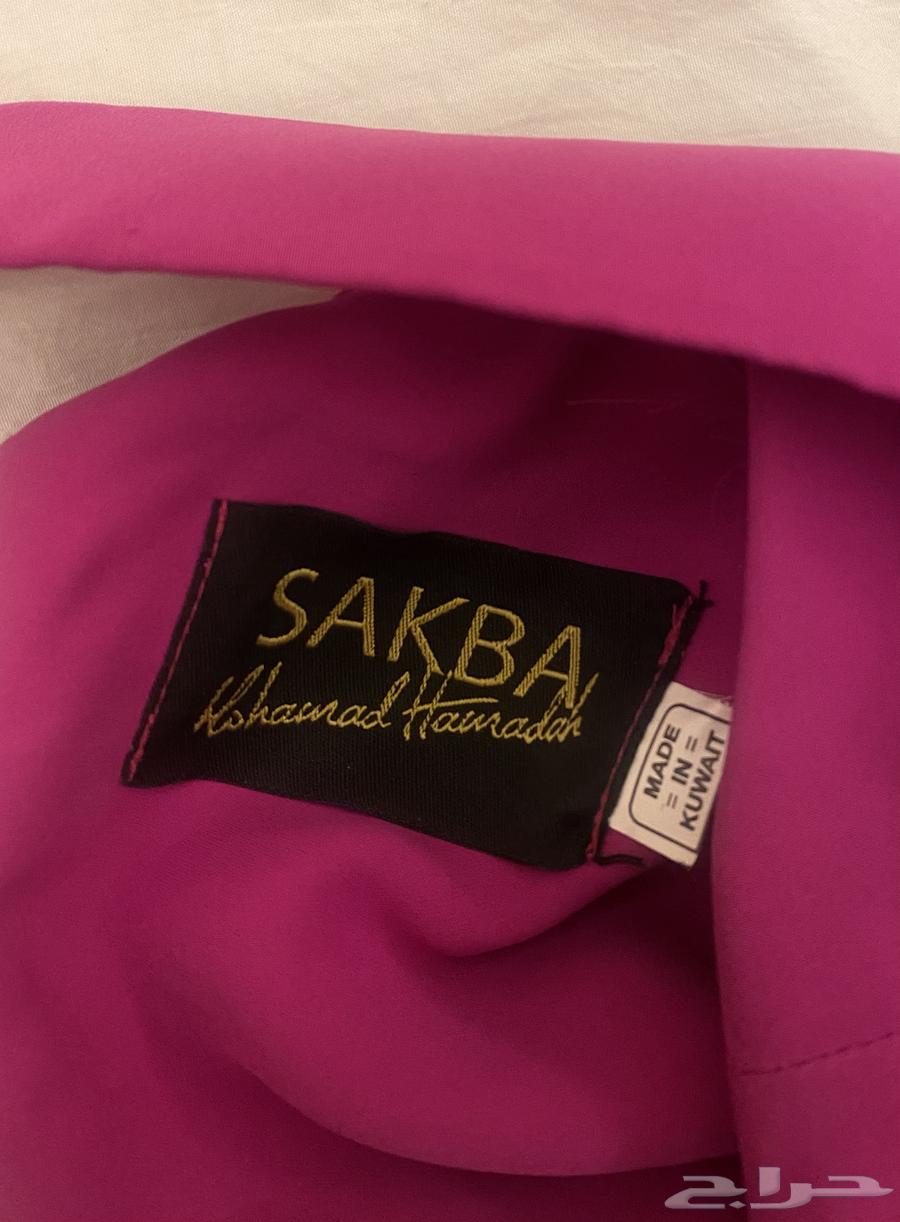 SAKBA
Mohamad Hamadah
MADE
= IN =
KUWAIT
حراج